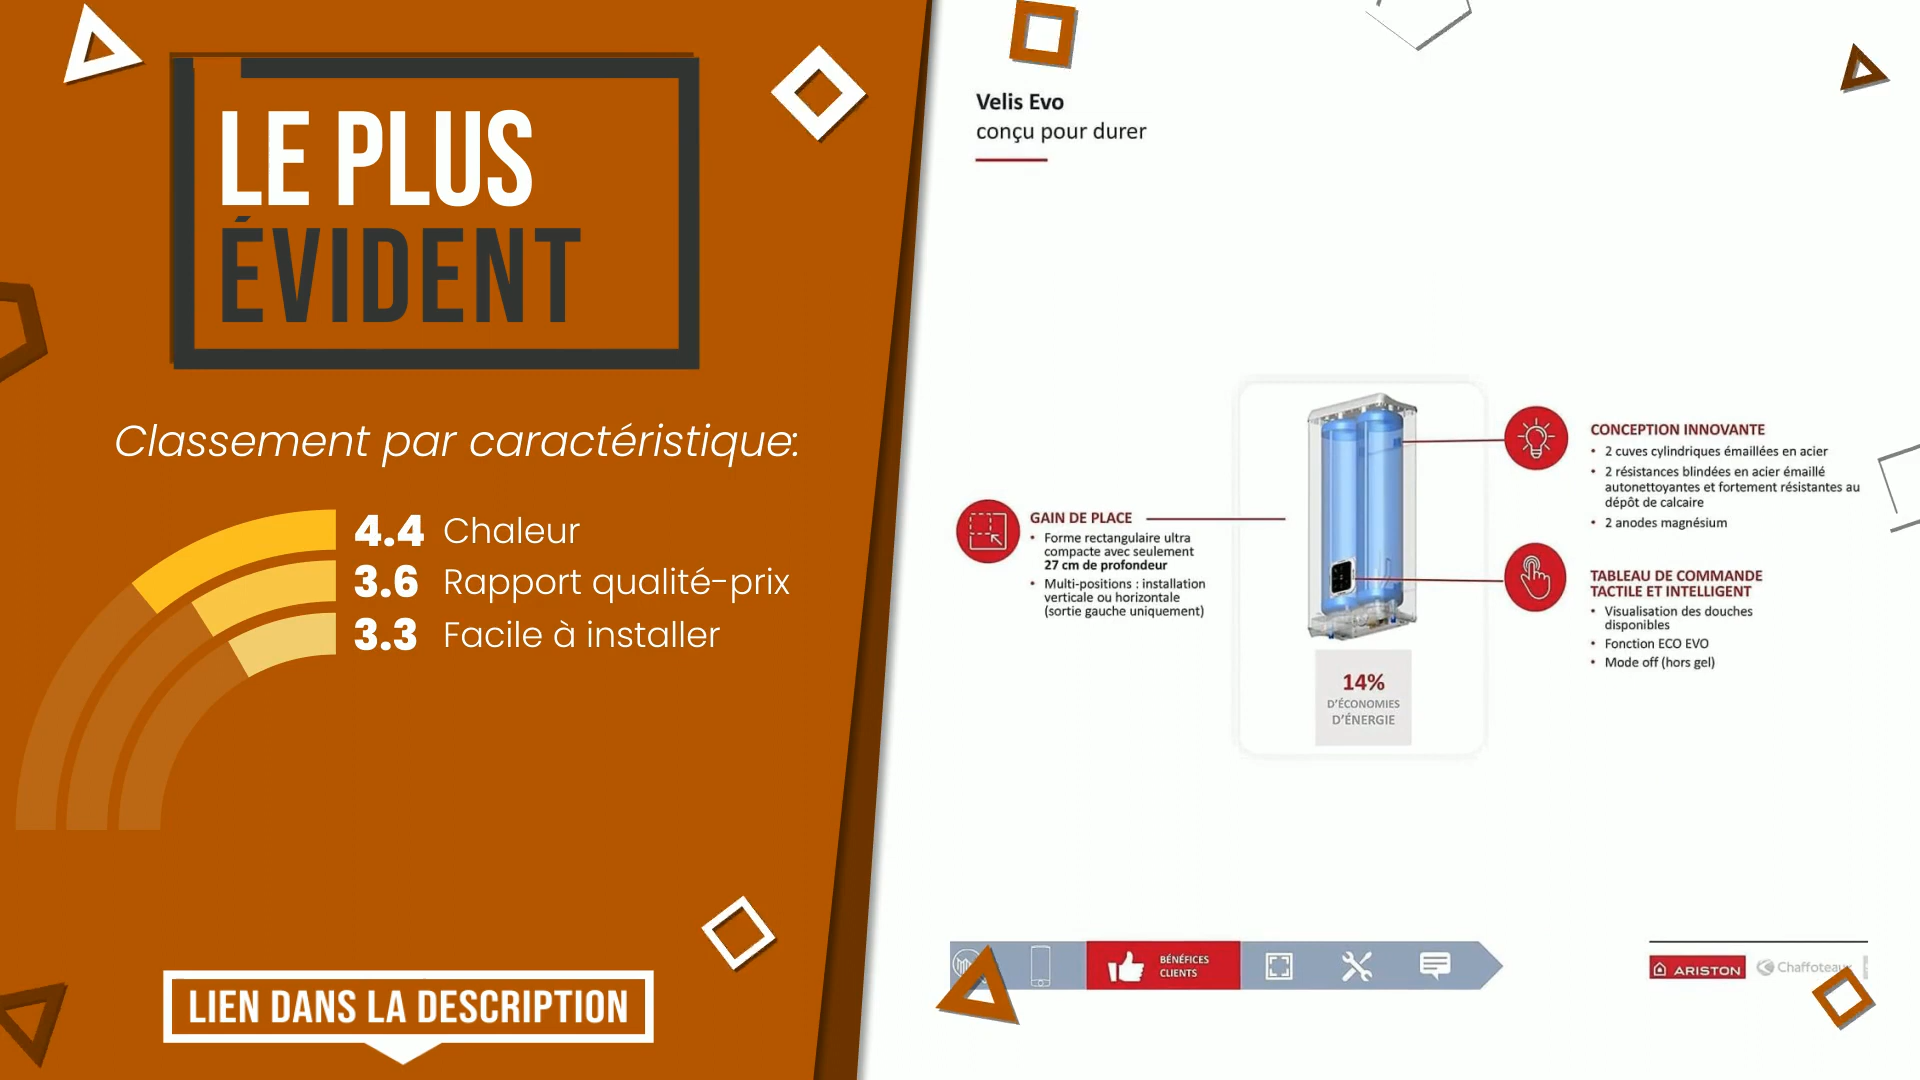 LE PLUS
ÉVIDENT
Classement par caractéristique:
4.4 Chaleur
3.6 Rapport qualité-prix
3.3 Facile à installer
LIEN DANS LA DESCRIPTION
Velis Evo
conçu pour durer
GAIN DE PLACE
• Forme rectangulaire ultra
compacte avec seulement
27 cm de profondeur
• Multi-positions : installation
verticale ou horizontale
(sortie gauche uniquement)
14%
D'ÉCONOMIES
D'ÉNERGIE
CONCEPTION INNOVANTE
• 2 cuves cylindriques émaillées en acier
• 2 résistances blindées en acier émaillé
autonettoyantes et fortement résistantes au
dépôt de calcaire
• 2 anodes magnésium
TABLEAU DE COMMANDE
TACTILE ET INTELLIGENT
• Visualisation des douches
disponibles
• Fonction ECO EVO
• Mode off (hors gel)
BÉNÉFICES
CLIENTS
ARISTON
Chaffoteaux